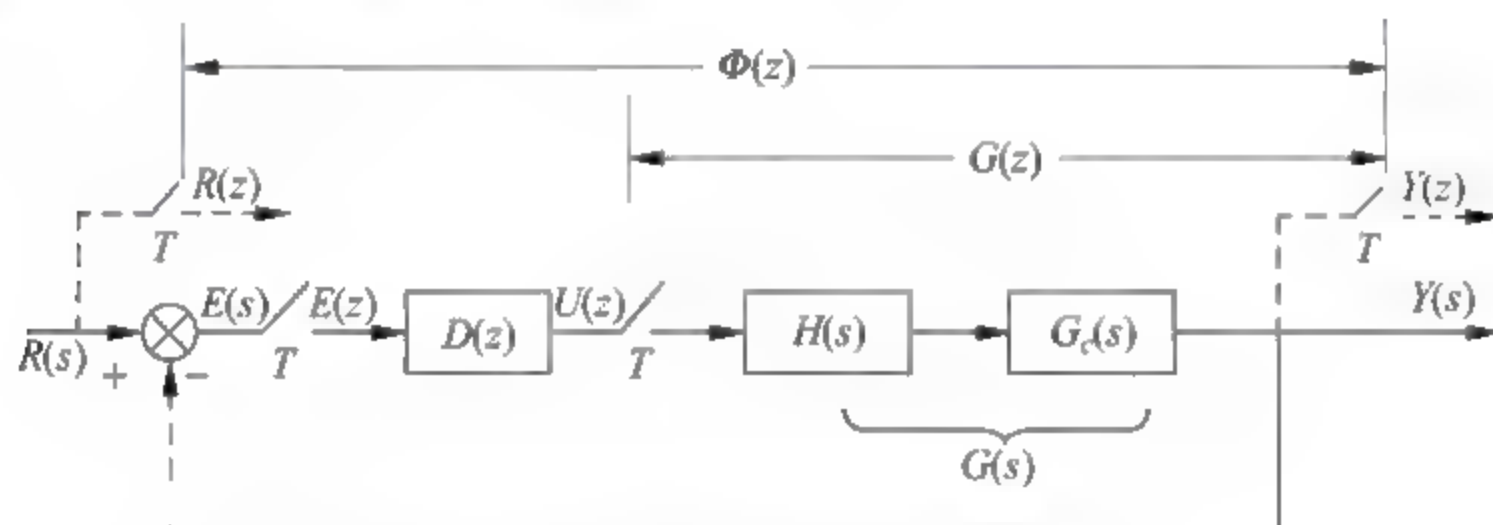 Φ(z)
G(z)
R(z)
Y(z)
T
T
E(s) E(z) U(z) Y(s)
R(s) + − T D(z) T H(s) G_c(s)
G(s)